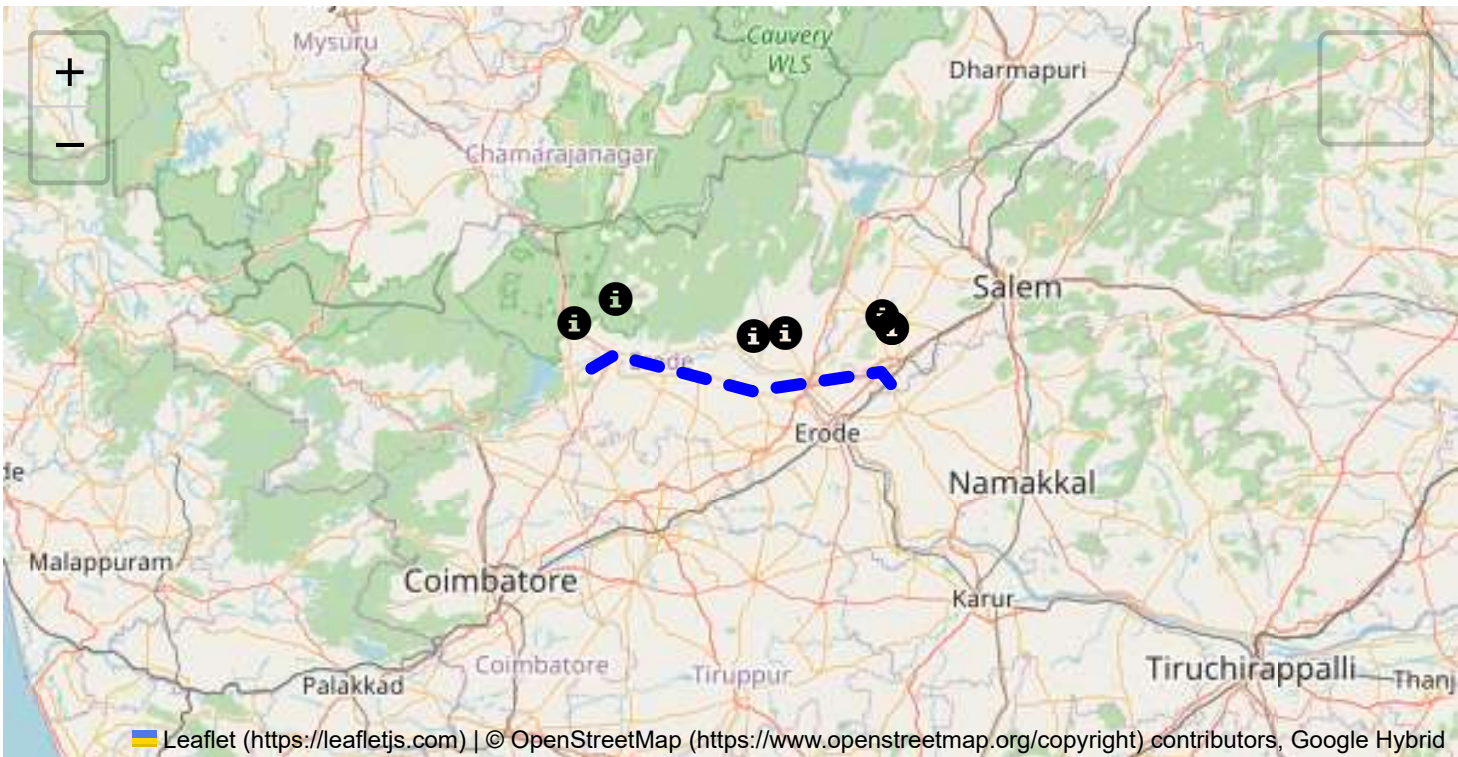 Mysuru
Cauvery
WLS
Dharmapuri
+
−
Chamarajanagar
Salem
i
i
i
i
i
Erode
Namakkal
Malappuram
Coimbatore
Karur
Coimbatore
Tiruppur
Tiruchirappalli
Palakkad
Thanj
Leaflet (https://leafletjs.com) | © OpenStreetMap (https://www.openstreetmap.org/copyright) contributors, Google Hybrid